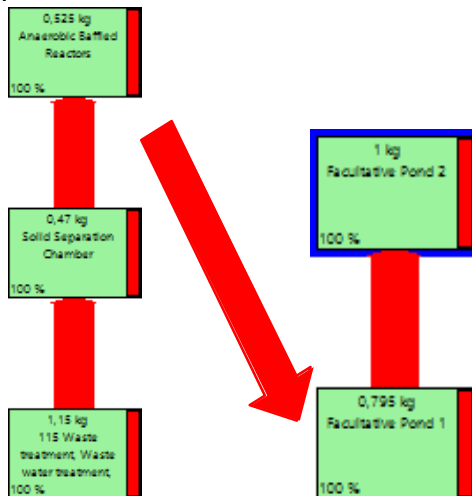 0,525 kg
Anaerobic Baffled
Reactors
100 %
0,47 kg
Solid Separation
Chamber
100 %
1,15 kg
115 Waste
treatment, Waste
water treatment,
100 %
1 kg
Facultative Pond 2
100 %
0,795 kg
Facultative Pond 1
100 %